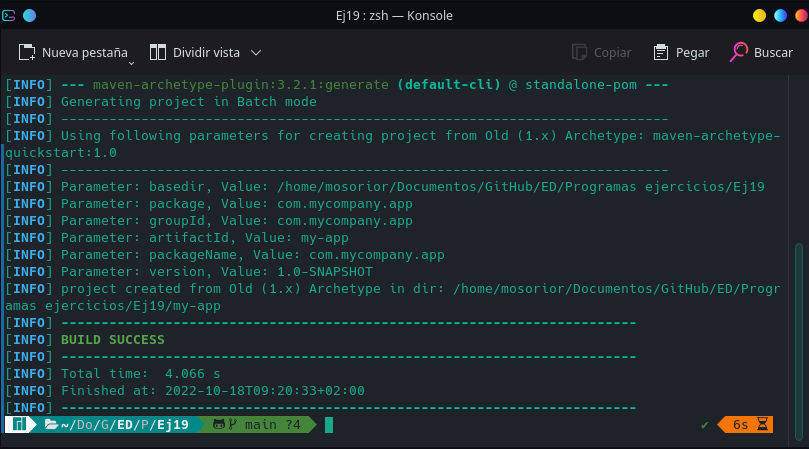 Ej19 : zsh — Konsole
Nueva pestaña
Dividir vista
Copiar
Pegar
Buscar
[INFO] --- maven-archetype-plugin:3.2.1:generate (default-cli) @ standalone-pom ---
[INFO] Generating project in Batch mode
[INFO] ----------------------------------------------------------------------------
[INFO] Using following parameters for creating project from Old (1.x) Archetype: maven-archetype-
quickstart:1.0
[INFO] ----------------------------------------------------------------------------
[INFO] Parameter: basedir, Value: /home/mosorior/Documentos/GitHub/ED/Programas ejercicios/Ej19
[INFO] Parameter: package, Value: com.mycompany.app
[INFO] Parameter: groupId, Value: com.mycompany.app
[INFO] Parameter: artifactId, Value: my-app
[INFO] Parameter: packageName, Value: com.mycompany.app
[INFO] Parameter: version, Value: 1.0-SNAPSHOT
[INFO] project created from Old (1.x) Archetype in dir: /home/mosorior/Documentos/GitHub/ED/Progr
amas ejercicios/Ej19/my-app
[INFO] ------------------------------------------------------------------------
[INFO] BUILD SUCCESS
[INFO] ------------------------------------------------------------------------
[INFO] Total time:  4.066 s
[INFO] Finished at: 2022-10-18T09:20:33+02:00
[INFO] ------------------------------------------------------------------------
~/Do/G/ED/P/Ej19 main ?4 ✔ 6s